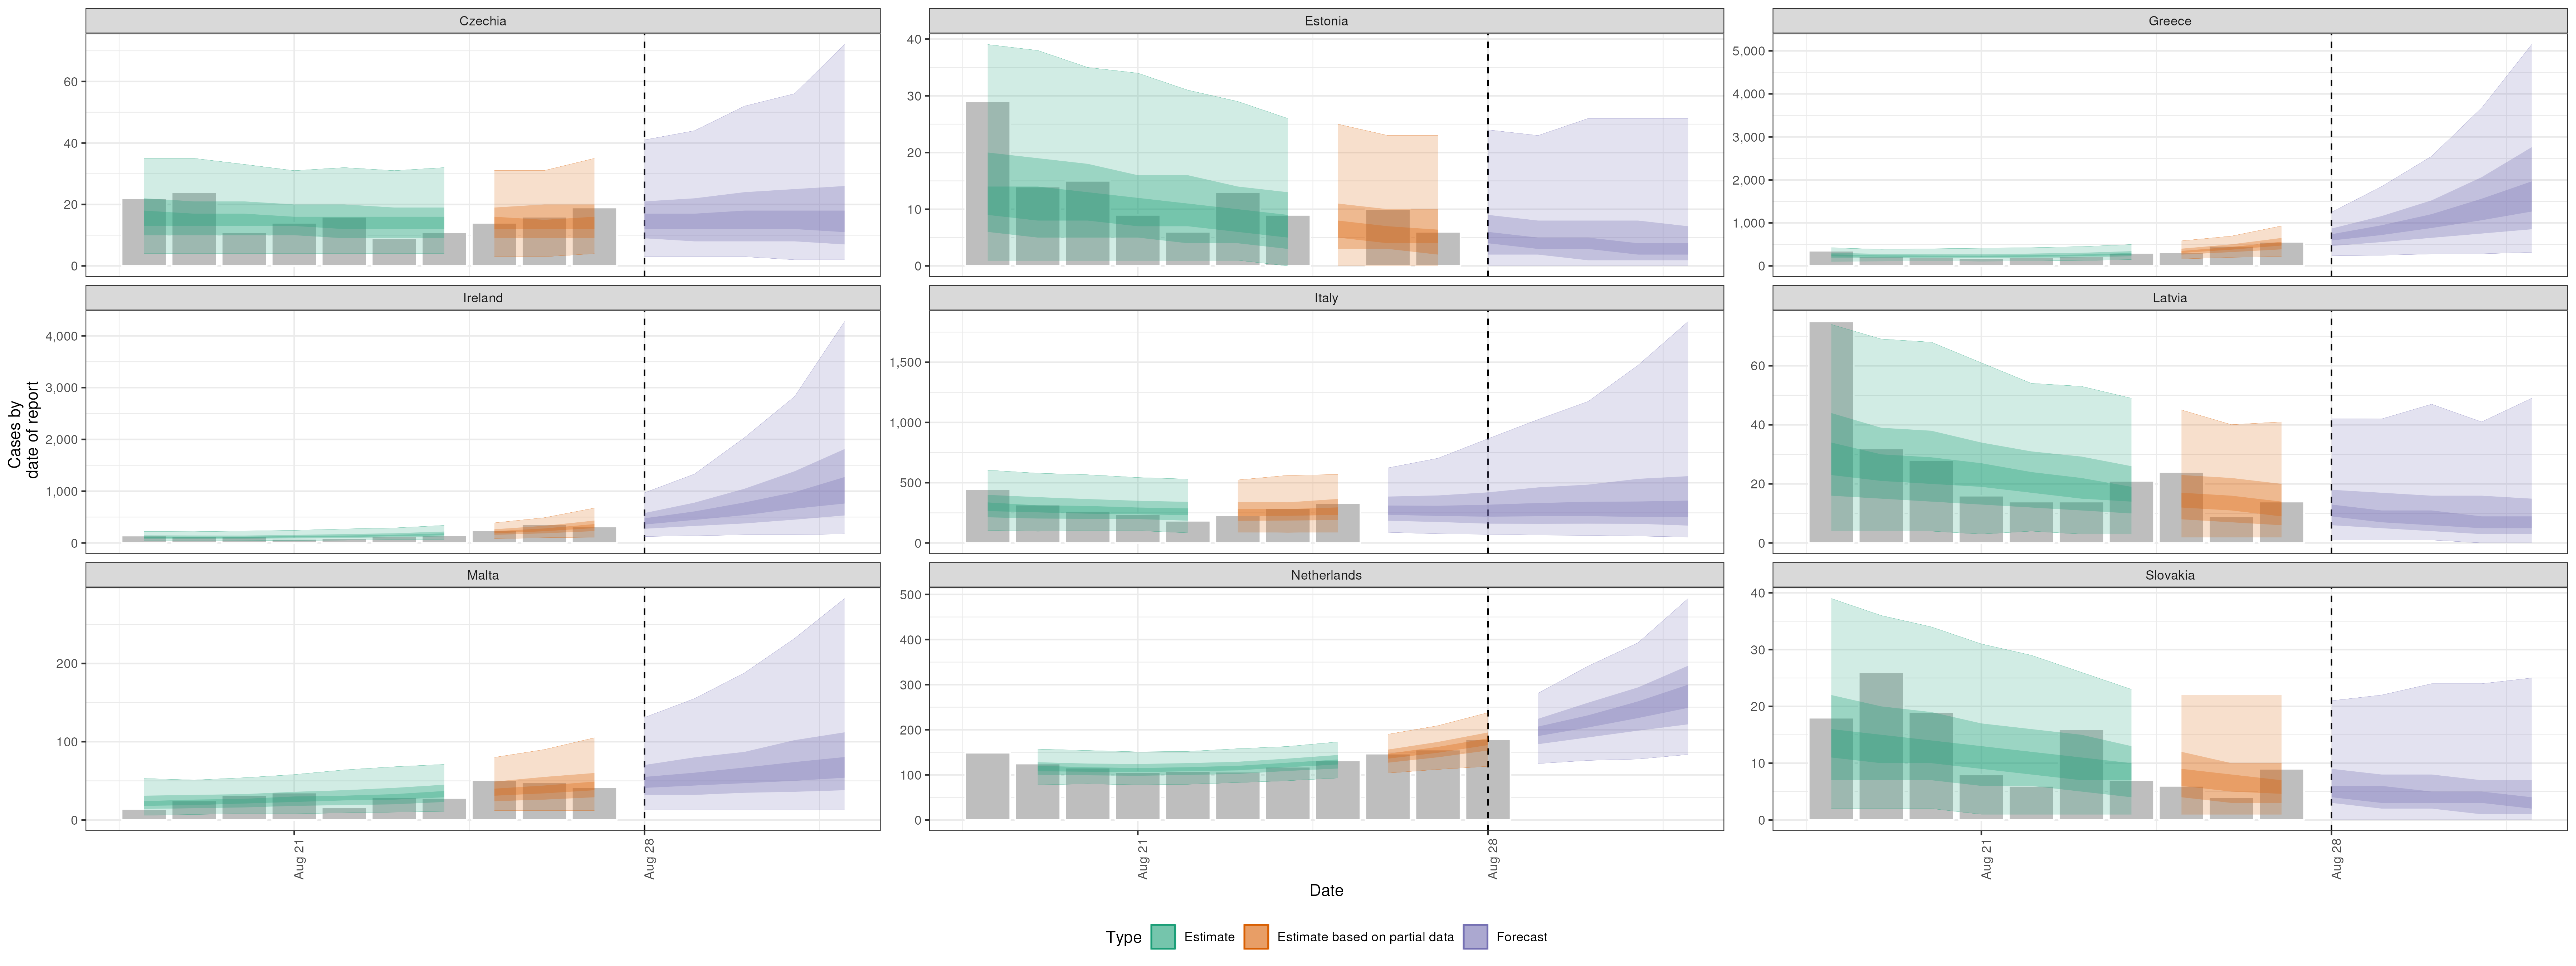 Czechia
Estonia
Greece
60
40
20
0
40
30
20
10
0
5,000
4,000
3,000
2,000
1,000
0
Ireland
Italy
Latvia
4,000
3,000
2,000
1,000
0
1,500
1,000
500
0
60
40
20
0
Malta
Netherlands
Slovakia
200
100
0
500
400
300
200
100
0
40
30
20
10
0
Cases by
date of report
Aug 21
Aug 28
Aug 21
Aug 28
Aug 21
Aug 28
Date
Type Estimate Estimate based on partial data Forecast